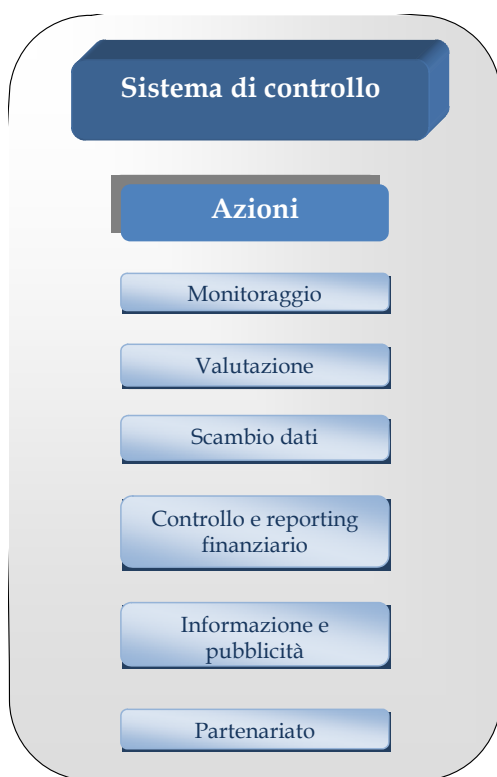 Sistema di controllo
Azioni
Monitoraggio
Valutazione
Scambio dati
Controllo e reporting
finanziario
Informazione e
pubblicità
Partenariato